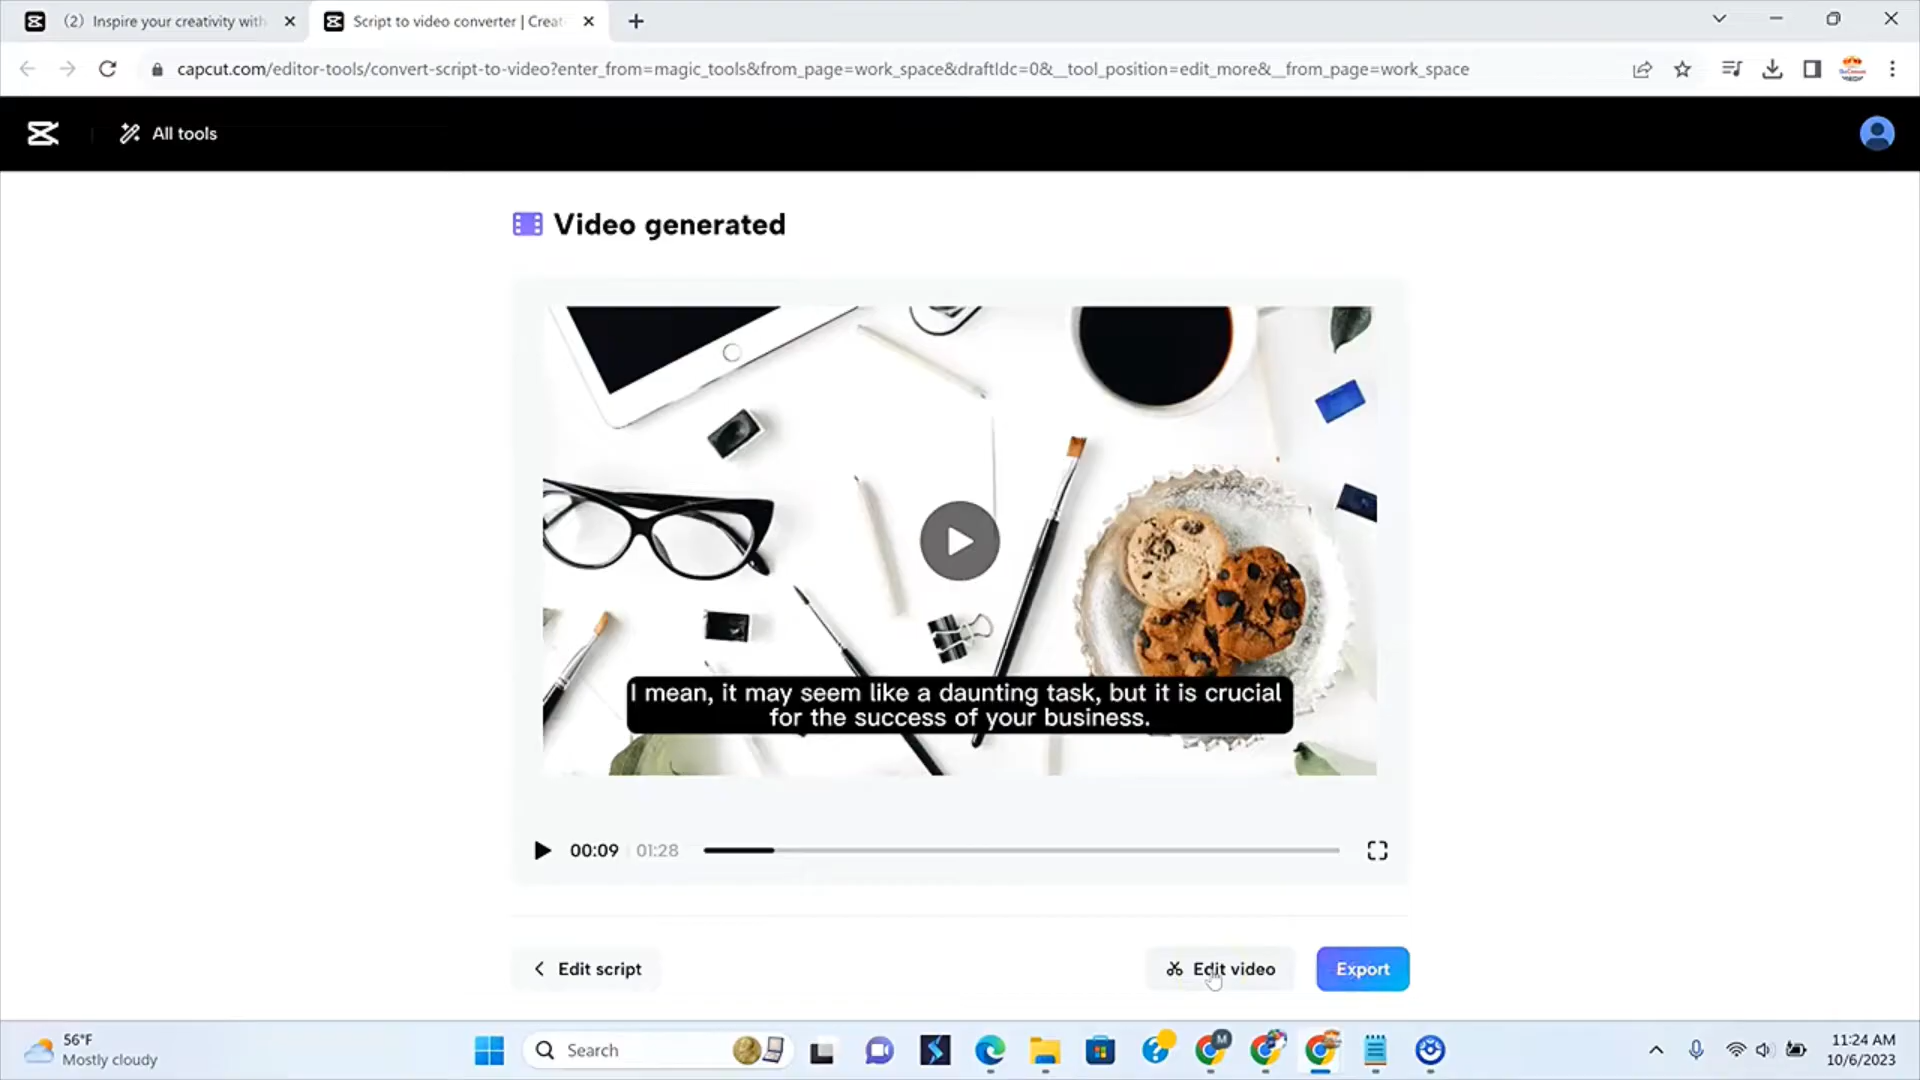 (2) Inspire your creativity with
Script to video converter | Creat
capcut.com/editor-tools/convert-script-to-video?enter_from=magic_tools&from_page=work_space&draftIdc=0&__tool_position=edit_more&__from_page=work_space
All tools
Video generated
I mean, it may seem like a daunting task, but it is crucial
for the success of your business.
00:09 01:28
Edit script
Edit video
Export
56°F
Mostly cloudy
Search
M
11:24 AM
10/6/2023